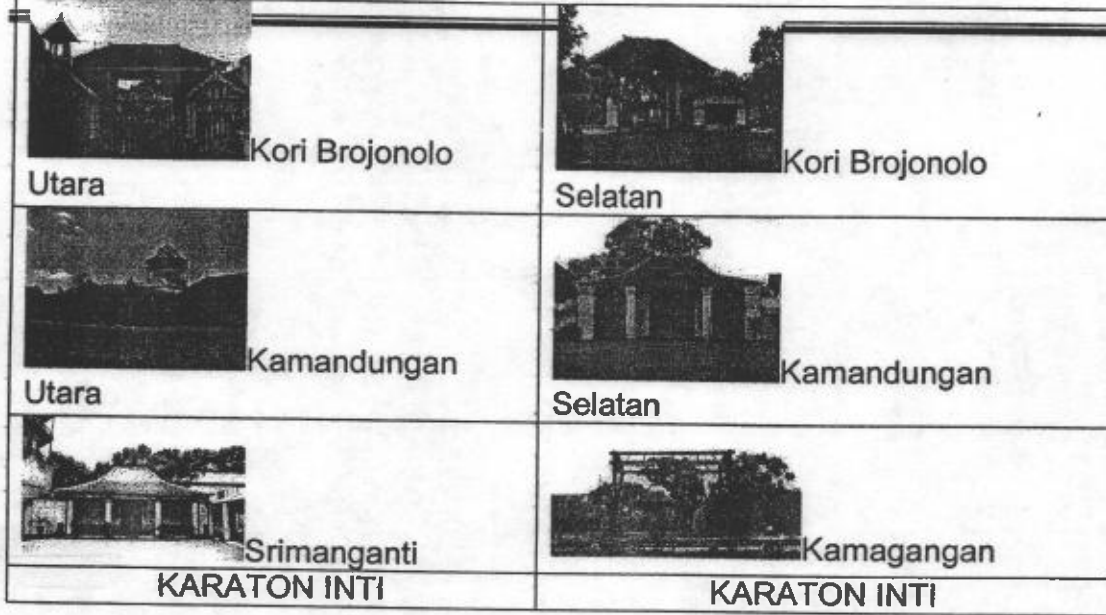 Kori Brojonolo
Utara
Kori Brojonolo
Selatan
Kamandungan
Utara
Kamandungan
Selatan
Srimanganti
Kamagangan
KARATON INTI
KARATON INTI